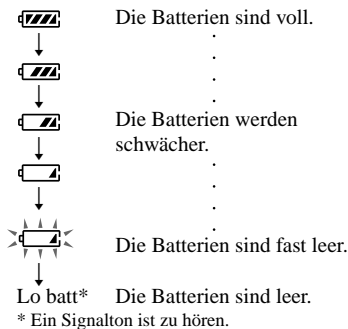 Die Batterien sind voll.
Die Batterien werden
schwächer.
Die Batterien sind fast leer.
Lo batt* Die Batterien sind leer.
* Ein Signalton ist zu hören.